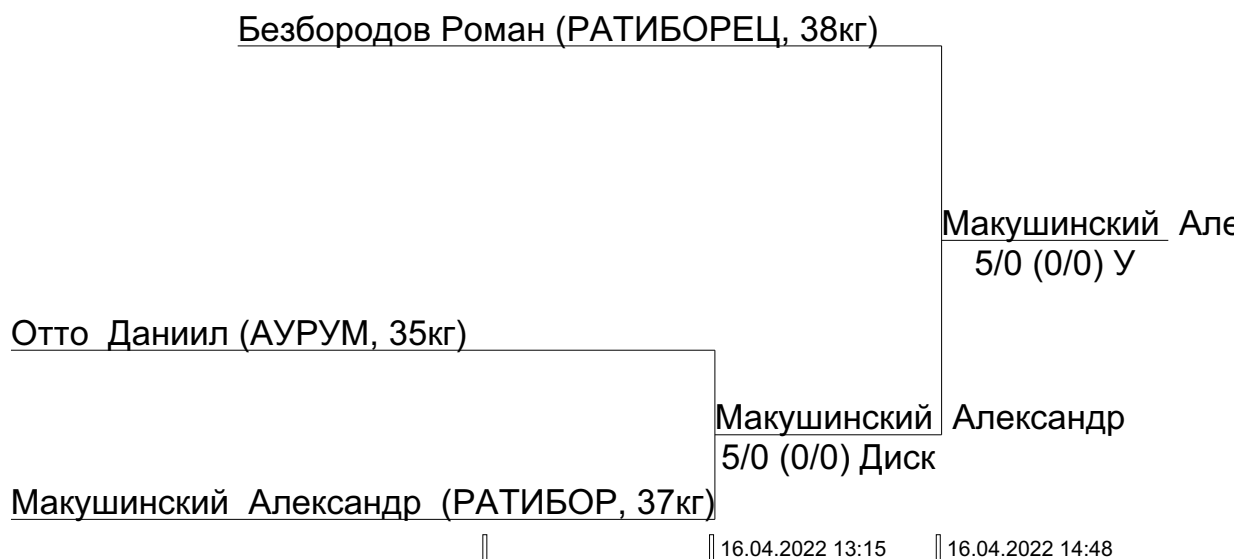 Безбородов Роман (РАТИБОРЕЦ, 38кг)
Макушинский Але
5/0 (0/0) У
Отто Даниил (АУРУМ, 35кг)
Макушинский Александр
5/0 (0/0) Диск
Макушинский Александр (РАТИБОР, 37кг)
16.04.2022 13:15
16.04.2022 14:48